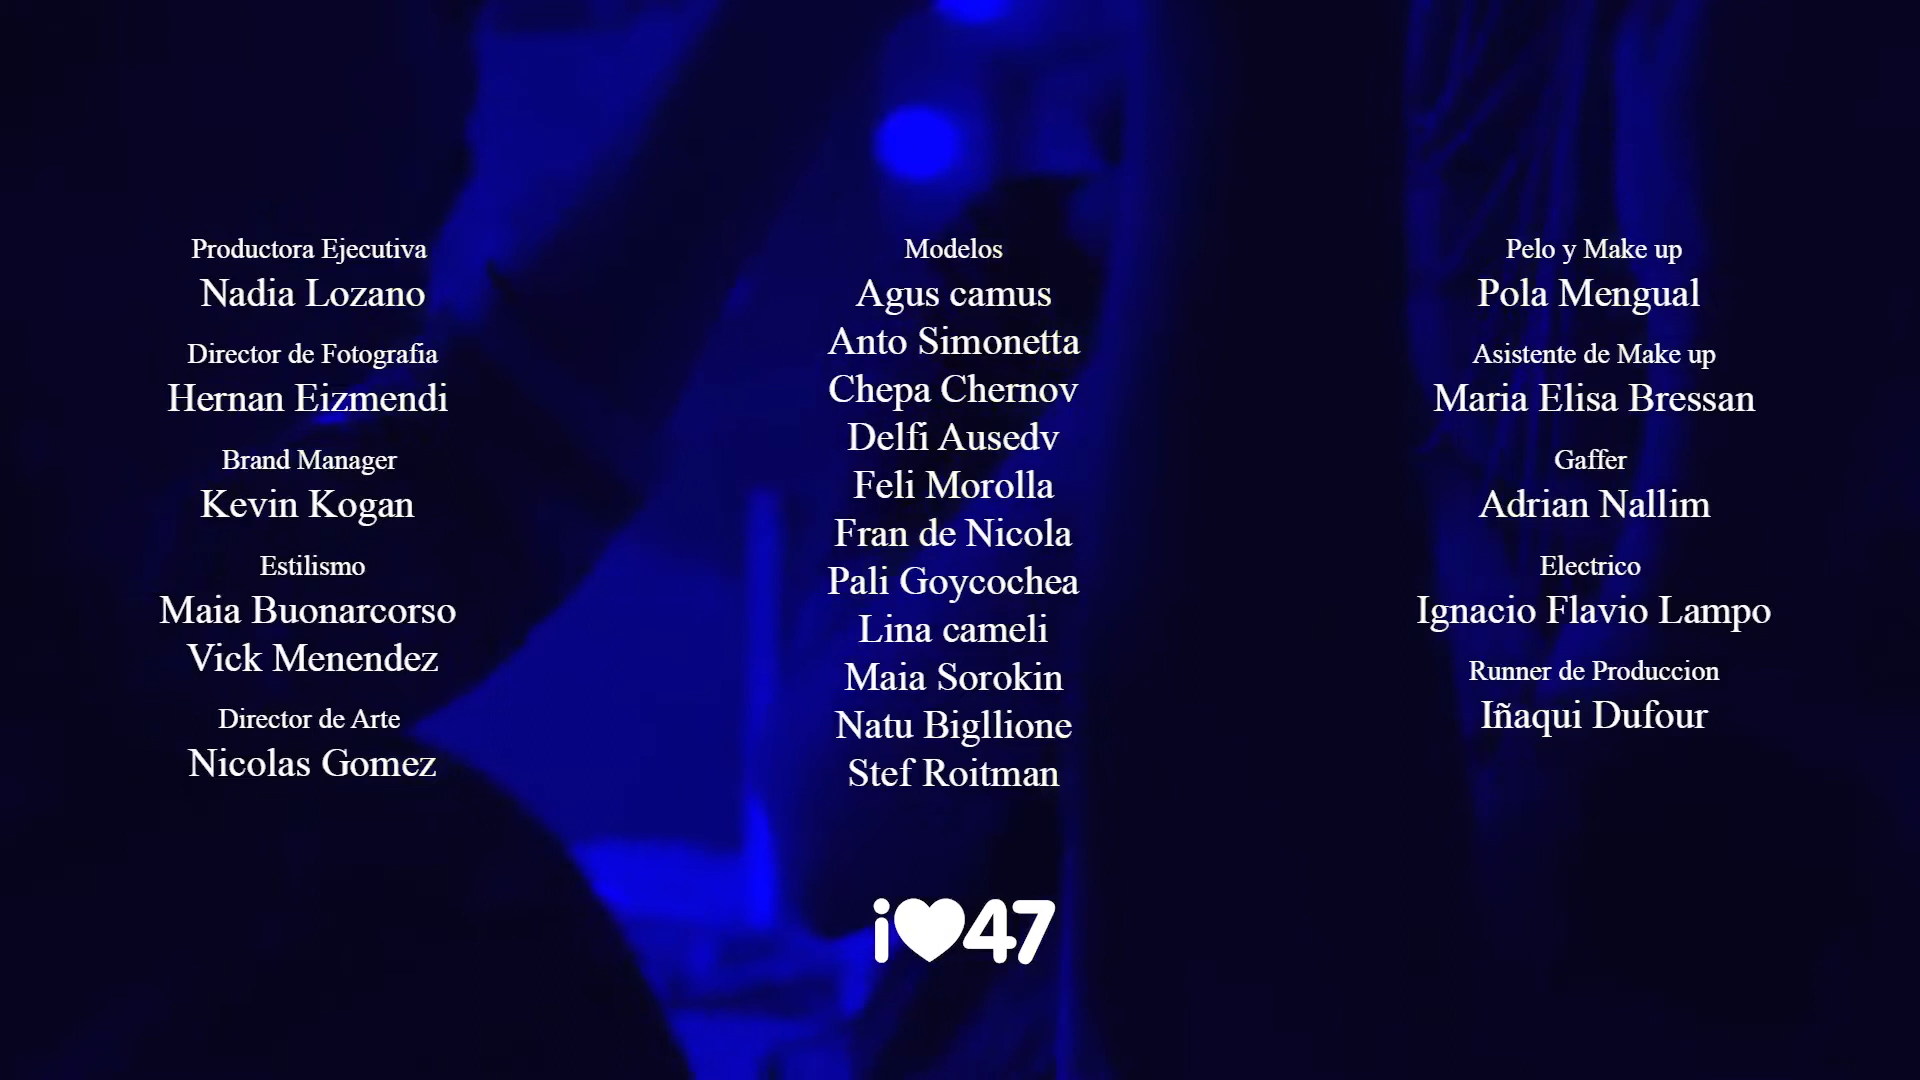 Productora Ejecutiva
Nadia Lozano
Director de Fotografia
Hernan Eizmendi
Brand Manager
Kevin Kogan
Estilismo
Maia Buonarcorso
Vick Menendez
Director de Arte
Nicolas Gomez
Modelos
Agus camus
Anto Simonetta
Chepa Chernov
Delfi Ausedv
Feli Morolla
Fran de Nicola
Pali Goycochea
Lina cameli
Maia Sorokin
Natu Bigllione
Stef Roitman
Pelo y Make up
Pola Mengual
Asistente de Make up
Maria Elisa Bressan
Gaffer
Adrian Nallim
Electrico
Ignacio Flavio Lampo
Runner de Produccion
Iñaqui Dufour
i♥47